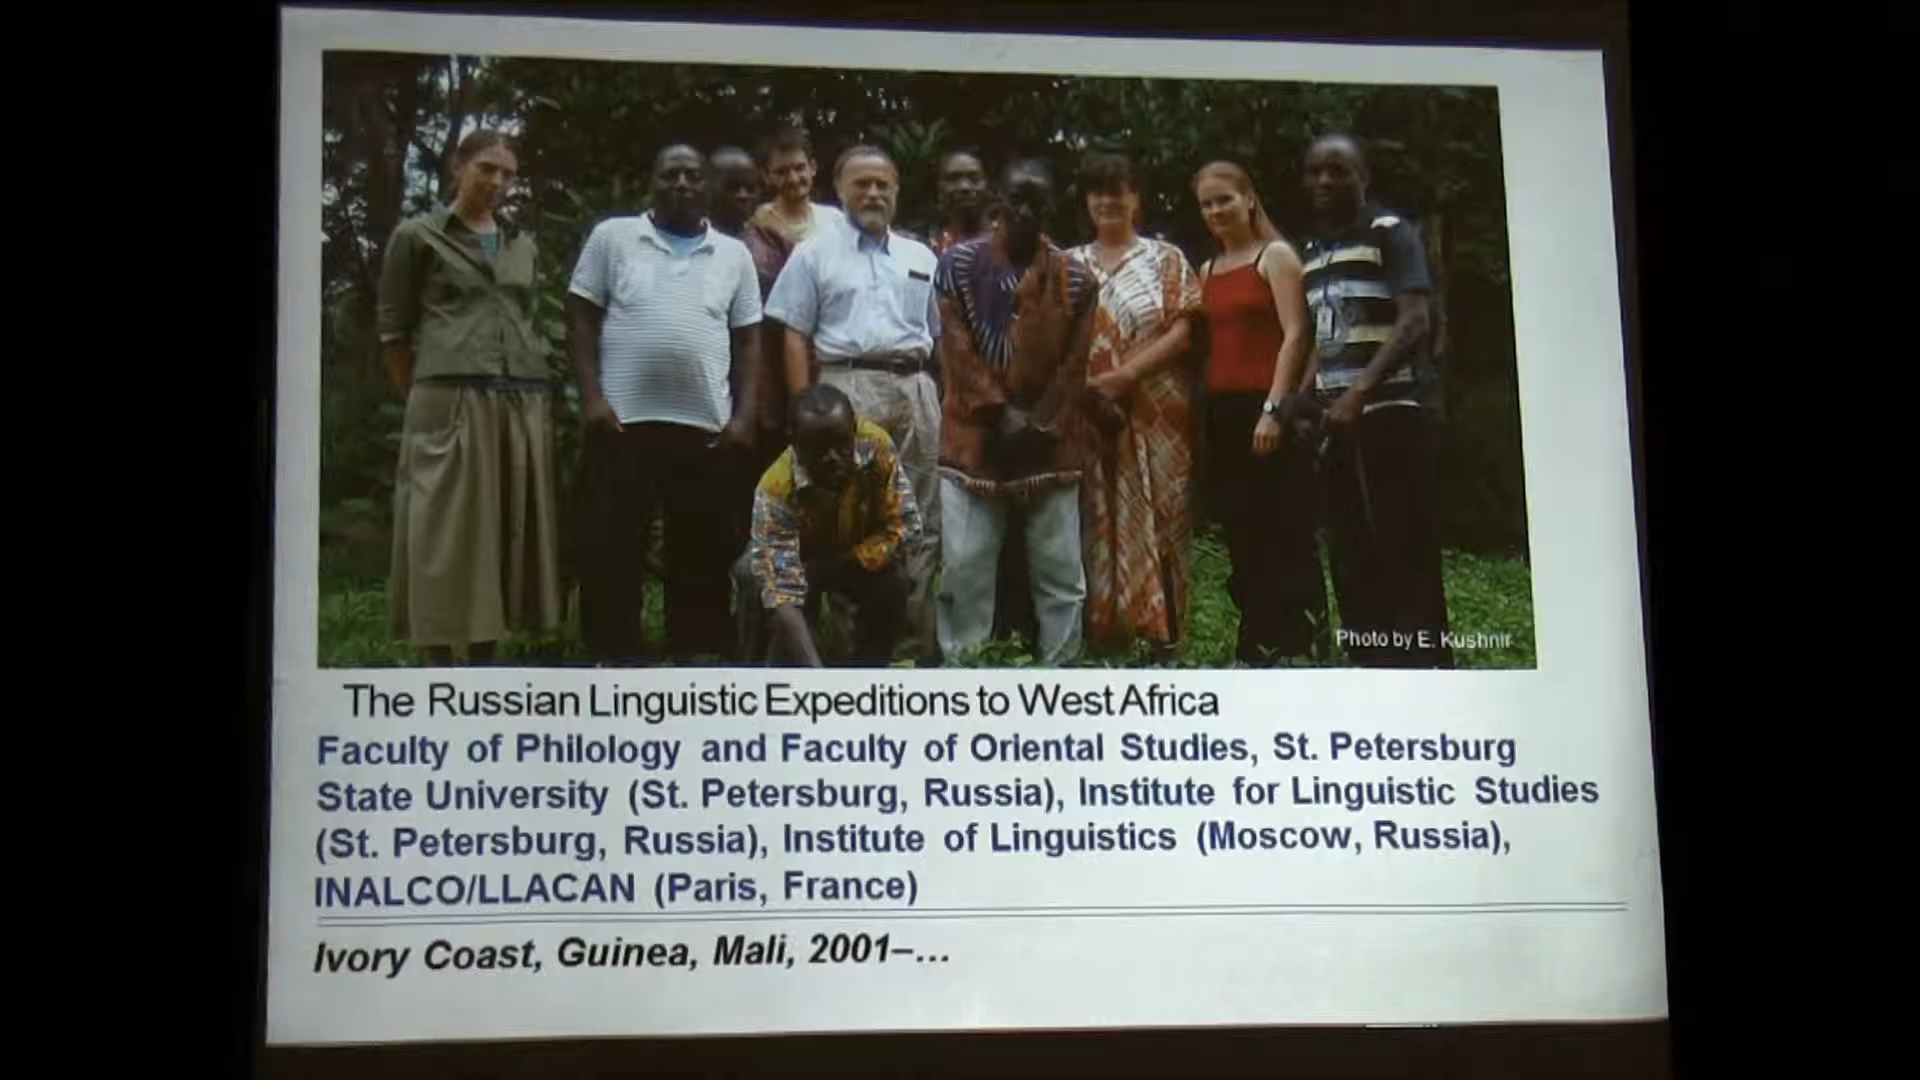 Photo by E. Kushnir
The Russian Linguistic Expeditions to West Africa
Faculty of Philology and Faculty of Oriental Studies, St. Petersburg
State University (St. Petersburg, Russia), Institute for Linguistic Studies
(St. Petersburg, Russia), Institute of Linguistics (Moscow, Russia),
INALCO/LLACAN (Paris, France)
Ivory Coast, Guinea, Mali, 2001–...